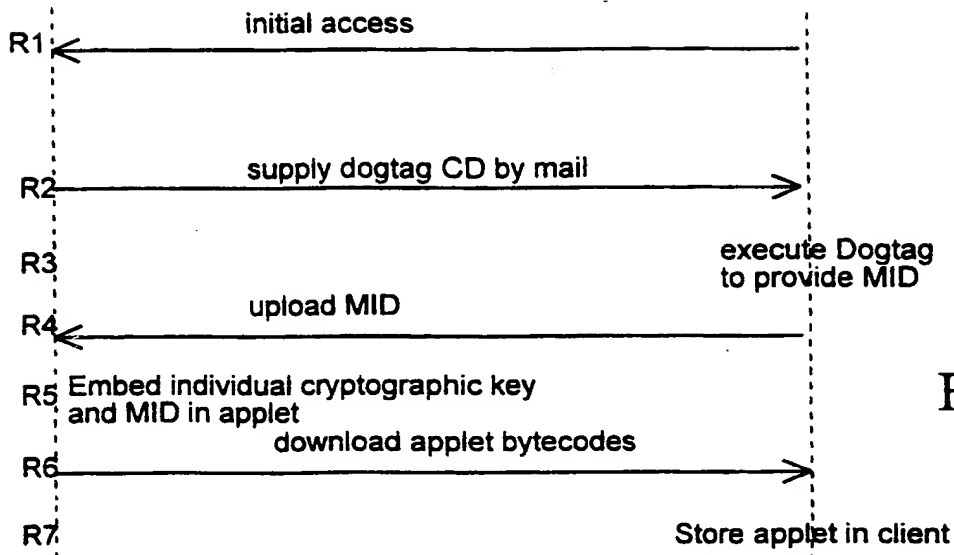 initial access
R1
supply dogtag CD by mail
R2
execute Dogtag
to provide MID
R3
upload MID
R4
R5 Embed individual cryptographic key
and MID in applet
download applet bytecodes
R6
R7 Store applet in client